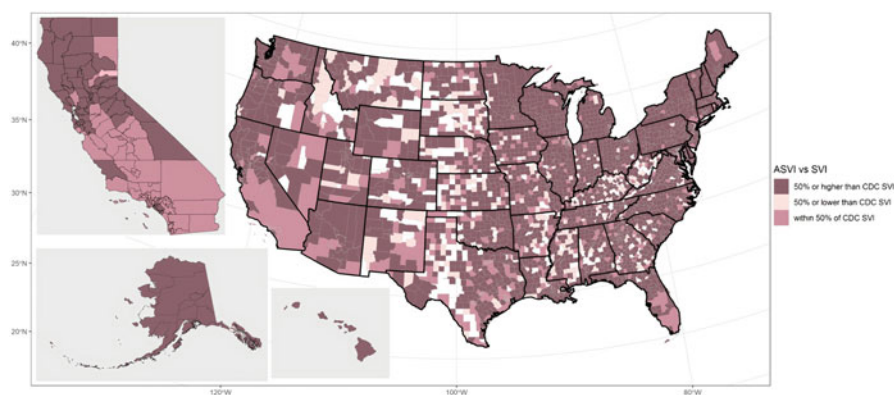 40°N
35°N
30°N
25°N
20°N
120°W
100°W
80°W
ASVI vs SVI
50% or higher than CDC SVI
50% or lower than CDC SVI
within 50% of CDC SVI